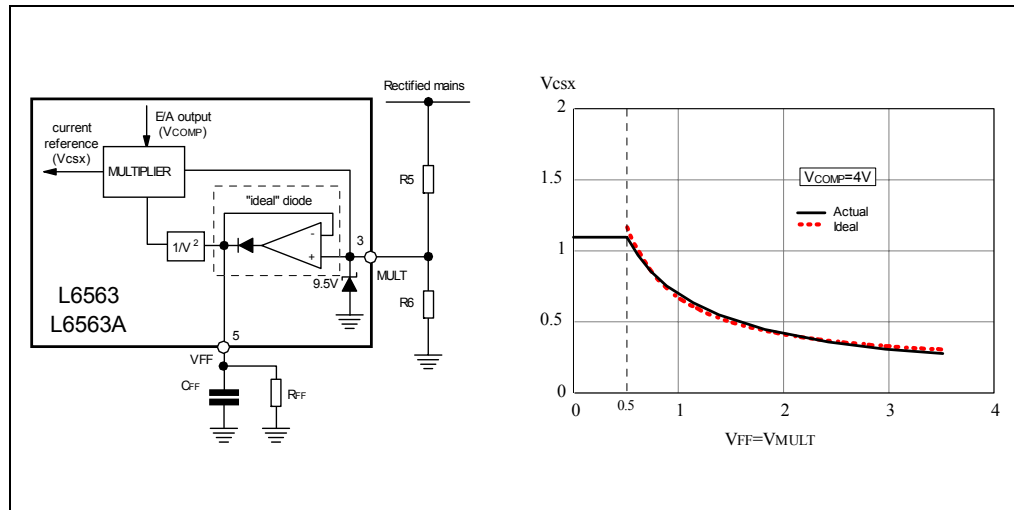 Rectified mains
E/A output
(VCOMP)
current
reference
(Vcsx)
MULTIPLIER
"ideal" diode
R5
1/V 2
-
+
3
MULT
9.5V
R6
L6563
L6563A
5
VFF
CFF
RFF
Vcsx
2
1.5
1
0.5
0
VCOMP=4V
Actual
Ideal
0
0.5
1
2
3
4
VFF=VMULT